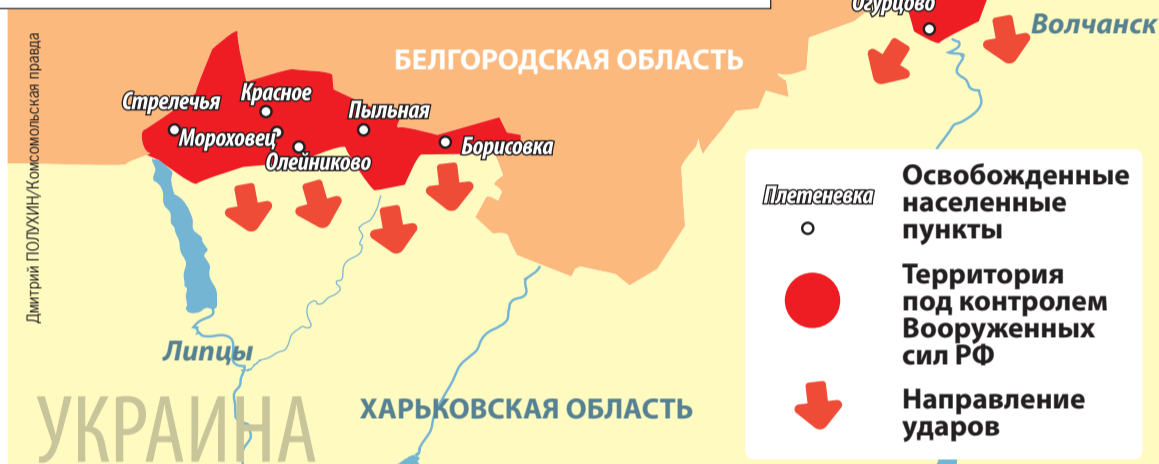 Огурцово
Волчанск
БЕЛГОРОДСКАЯ ОБЛАСТЬ
Дмитрий ПОЛУХИН/Комсомольская правда
Стрелечья
Красное
Пыльная
Мороховец
Борисовка
Олейниково
Липцы
УКРАИНА
ХАРЬКОВСКАЯ ОБЛАСТЬ
Плетеневка
Освобожденные
населенные
пункты
Территория
под контролем
Вооруженных
сил РФ
Направление
ударов